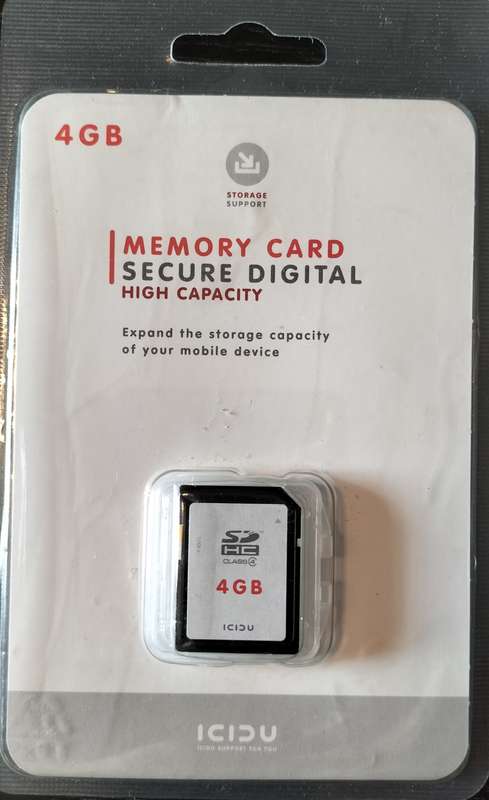 4GB
STORAGE
SUPPORT
MEMORY CARD
SECURE DIGITAL
HIGH CAPACITY
Expand the storage capacity
of your mobile device
SD
HC
CLASS 4
4GB
ICIDU
ICIDU
ICIDU SUPPORT FOR YOU